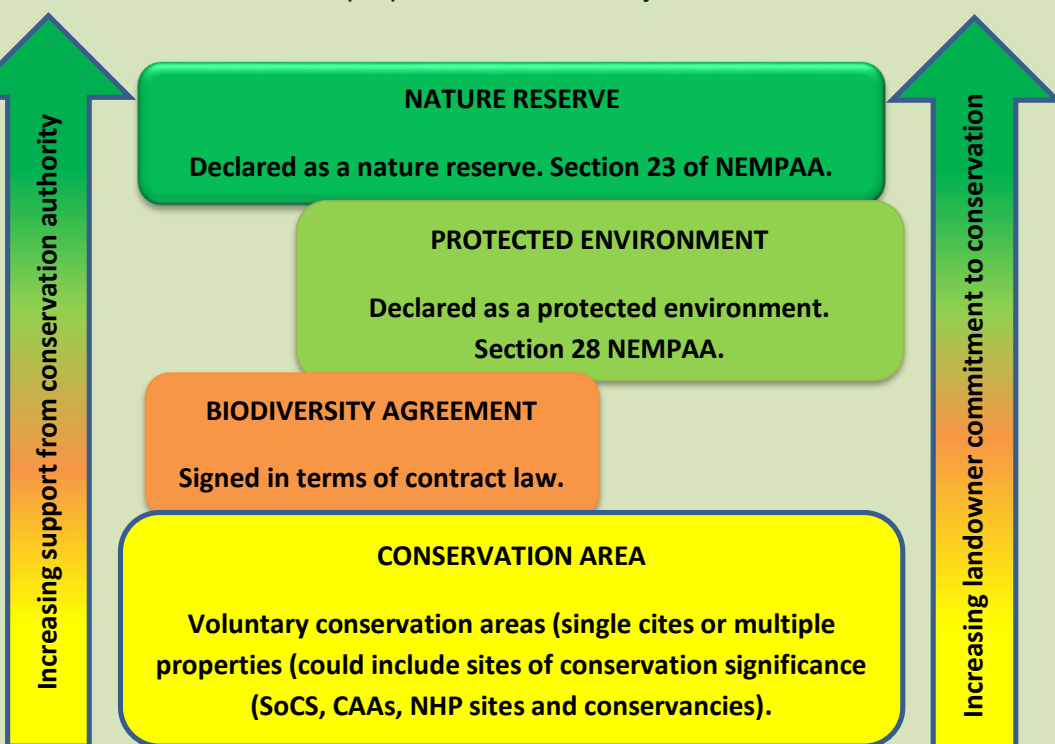 Increasing support from conservation authority
NATURE RESERVE
Declared as a nature reserve. Section 23 of NEMPAA.
PROTECTED ENVIRONMENT
Declared as a protected environment.
Section 28 NEMPAA.
BIODIVERSITY AGREEMENT
Signed in terms of contract law.
CONSERVATION AREA
Voluntary conservation areas (single cites or multiple
properties (could include sites of conservation significance
(SoCS, CAAs, NHP sites and conservancies).
Increasing landowner commitment to conservation